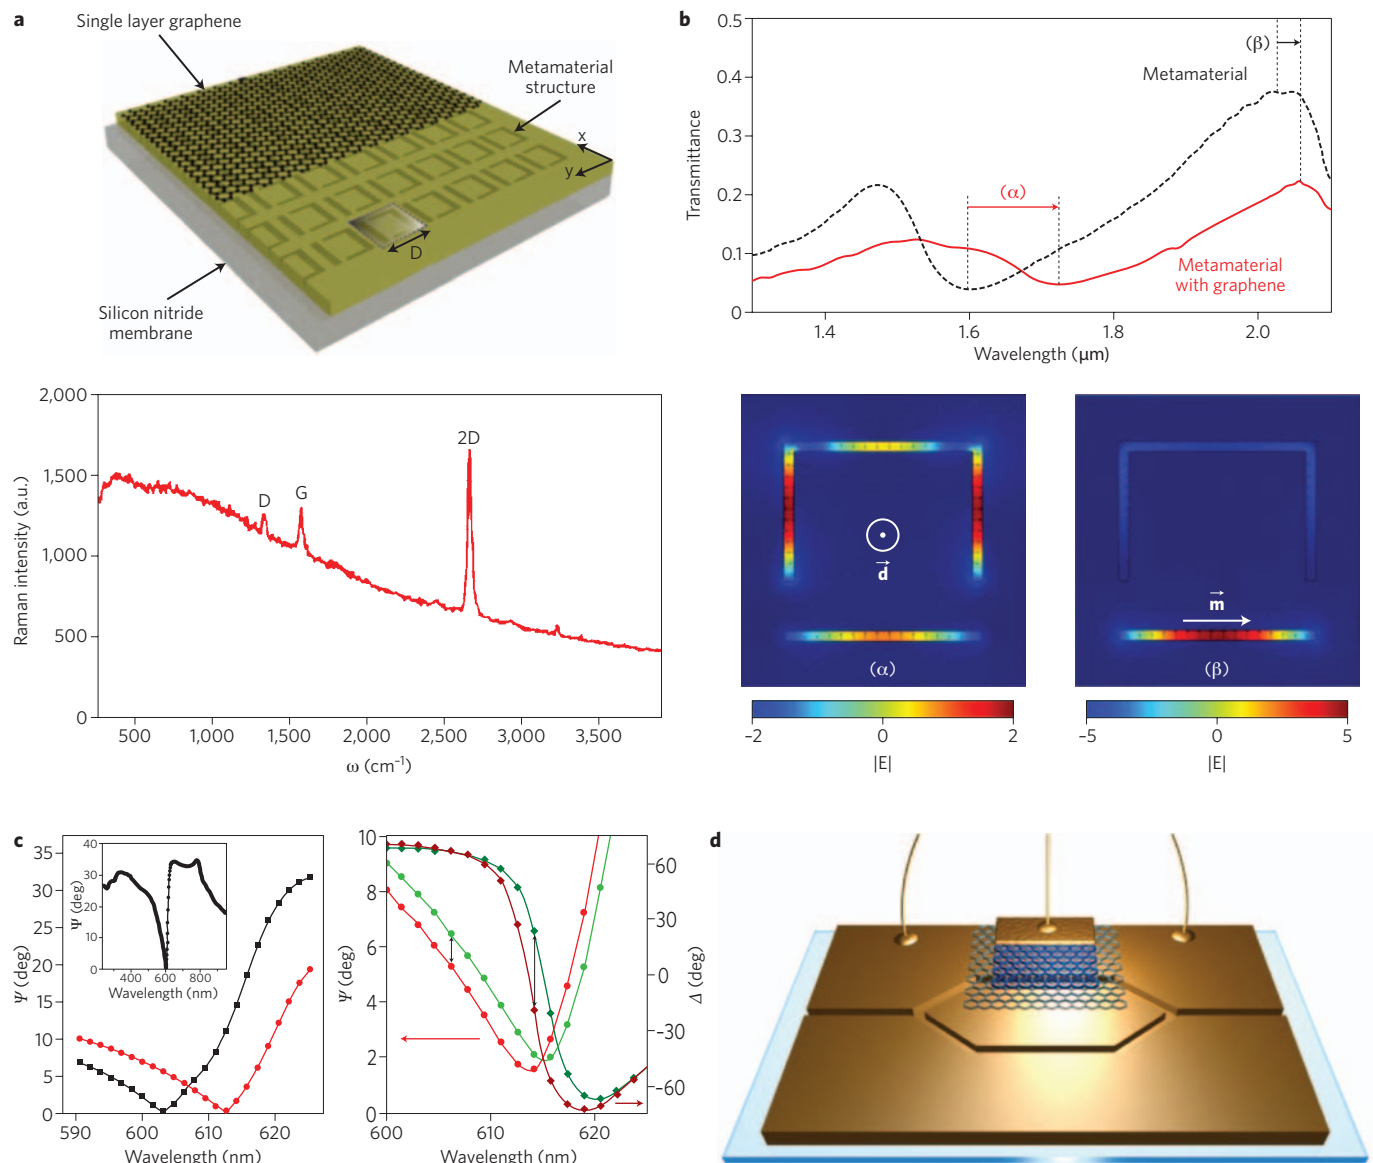 a
Single layer graphene
Metamaterial
structure
x
y
D
Silicon nitride
membrane
b
0.5
0.4
0.3
0.2
0.1
0
Transmittance
(β)
Metamaterial
(α)
Metamaterial
with graphene
1.4
1.6
1.8
2.0
Wavelength (μm)
2,000
1,500
1,000
500
0
Raman intensity (a.u.)
D
G
2D
500
1,000
1,500
2,000
2,500
3,000
3,500
ω (cm⁻¹)
d
(α)
−2
0
2
|E|
m
(β)
−5
0
5
|E|
c
35
30
25
20
15
10
5
0
Ψ (deg)
40
30
20
10
0
Ψ (deg)
400
600
800
Wavelength (nm)
590
600
610
620
Wavelength (nm)
10
8
6
4
2
0
Ψ (deg)
60
30
0
−30
−60
Δ (deg)
600
610
620
Wavelength (nm)
d